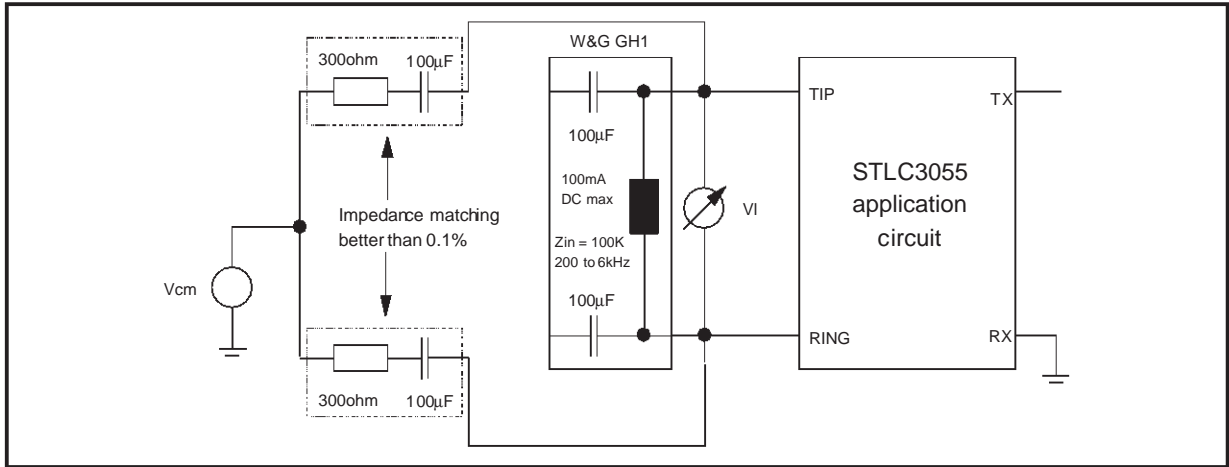 W&G GH1
300ohm
100µF
TIP
TX
100µF
STLC3055
application
circuit
100mA
DC max
VI
Impedance matching
better than 0.1%
Zin = 100K
200 to 6kHz
Vcm
100µF
RING
RX
300ohm
100µF